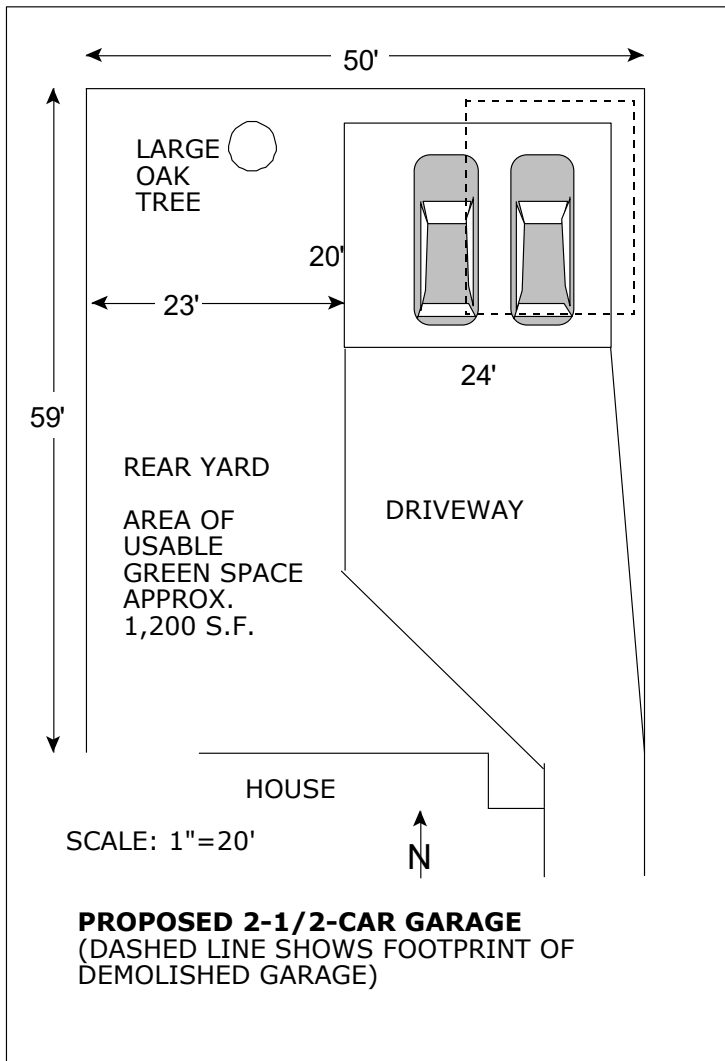 50'
LARGE
OAK
TREE
20'
23'
24'
59'
REAR YARD
DRIVEWAY
AREA OF
USABLE
GREEN SPACE
APPROX.
1,200 S.F.
HOUSE
SCALE: 1"=20'
N
PROPOSED 2-1/2-CAR GARAGE
(DASHED LINE SHOWS FOOTPRINT OF
DEMOLISHED GARAGE)